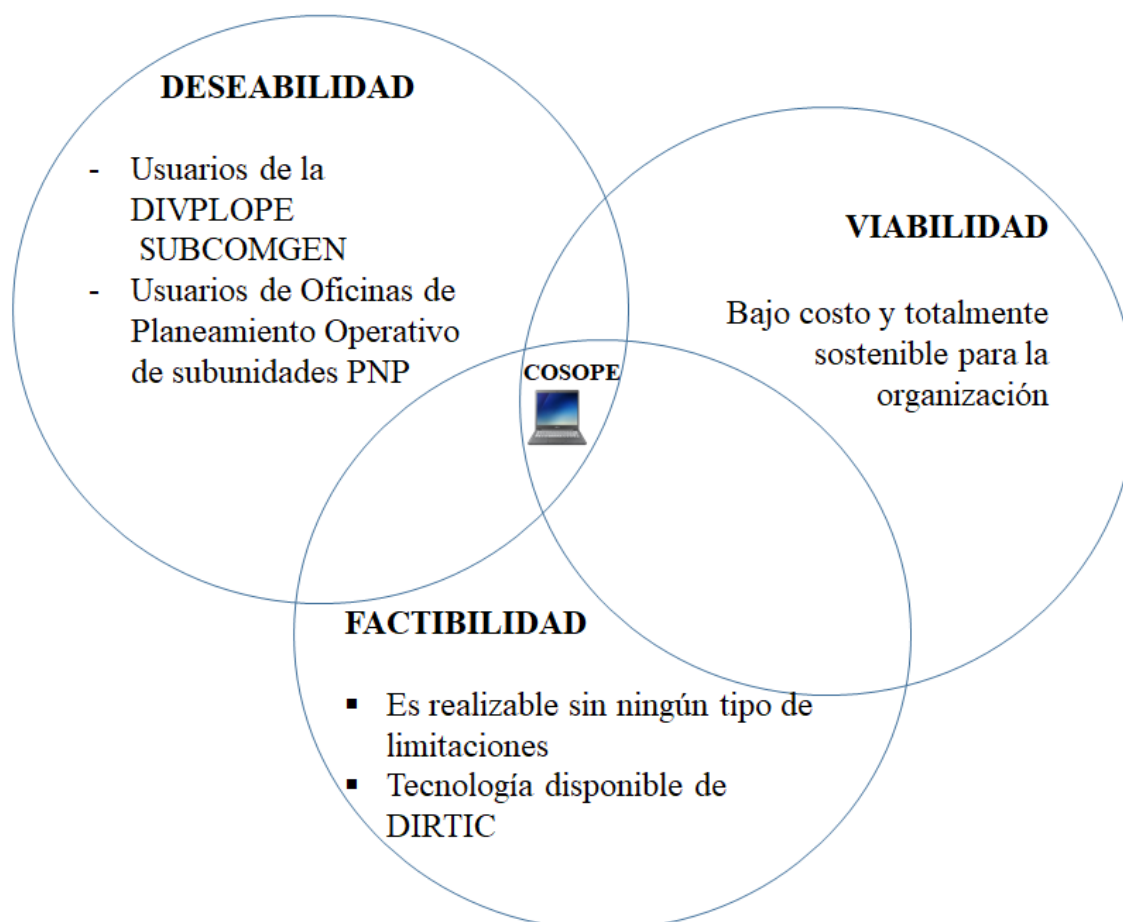 DESEABILIDAD
- Usuarios de la
DIVPLOPE
SUBCOMGEN
- Usuarios de Oficinas de
Planeamiento Operativo
de subunidades PNP
VIABILIDAD
Bajo costo y totalmente
sostenible para la
organización
COSOPE
FACTIBILIDAD
▪ Es realizable sin ningún tipo de
limitaciones
▪ Tecnología disponible de
DIRTIC